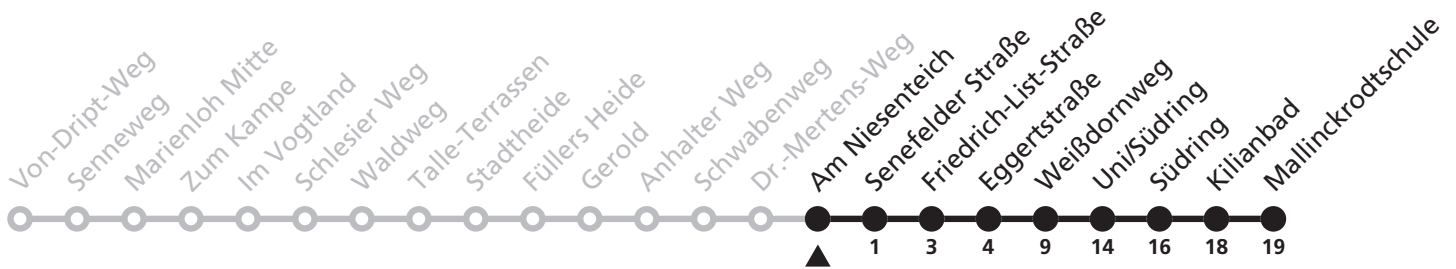 Von-Dript-Weg
Senneweg
Marienloh Mitte
Zum Kampe
Im Vogtland
Schlesier Weg
Waldweg
Talle-Terrassen
Stadtheide
Füllers Heide
Gerold
Anhalter Weg
Schwabenweg
Dr.-Mertens-Weg
Am Niesenteich
Senefelder Straße
Friedrich-List-Straße
Eggertstraße
Weißdornweg
Uni/Südring
Südring
Kilianbad
Mallinckrodtschule
1 3 4 9 14 16 18 19